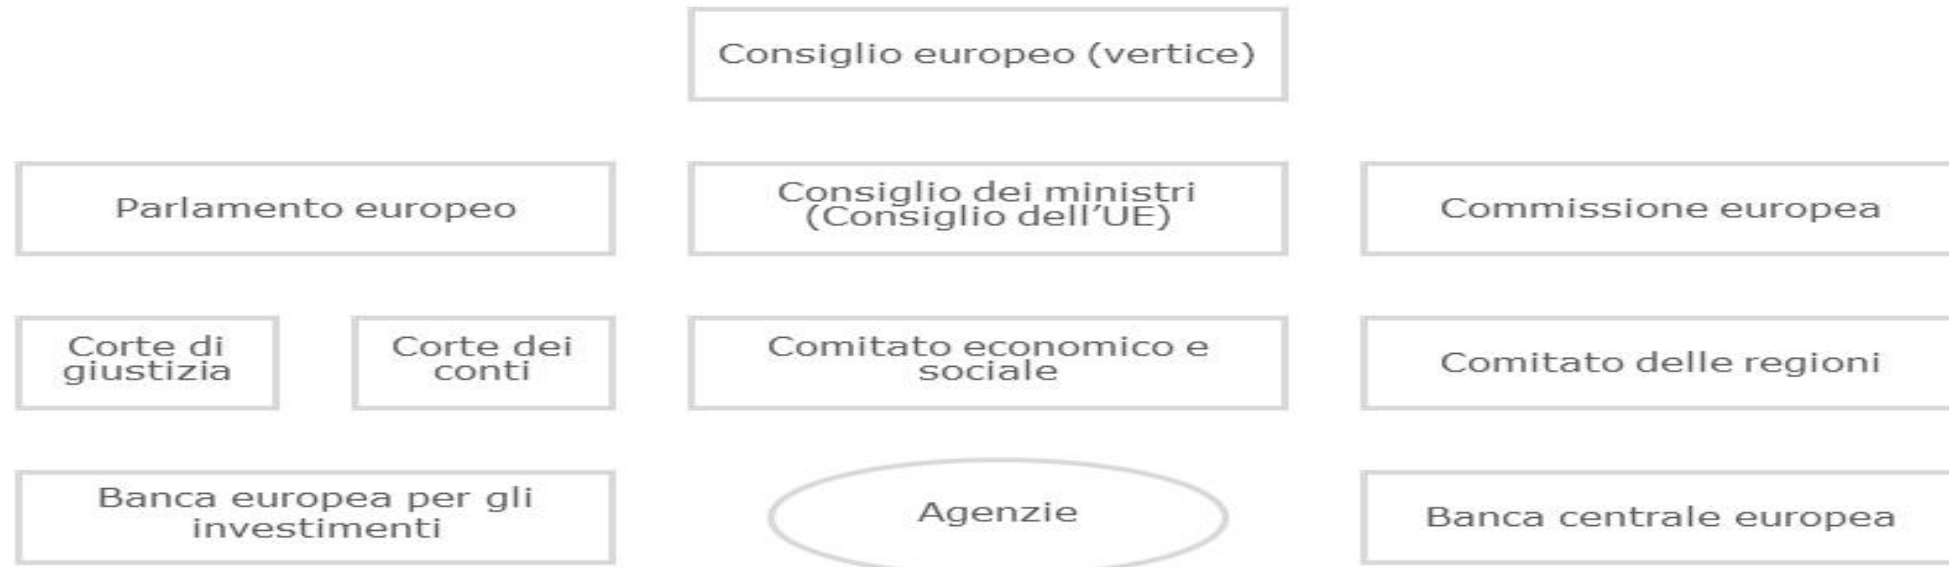 Consiglio europeo (vertice)
Parlamento europeo
Consiglio dei ministri
(Consiglio dell’UE)
Commissione europea
Corte di
giustizia
Corte dei
conti
Comitato economico e
sociale
Comitato delle regioni
Banca europea per gli
investimenti
Agenzie
Banca centrale europea